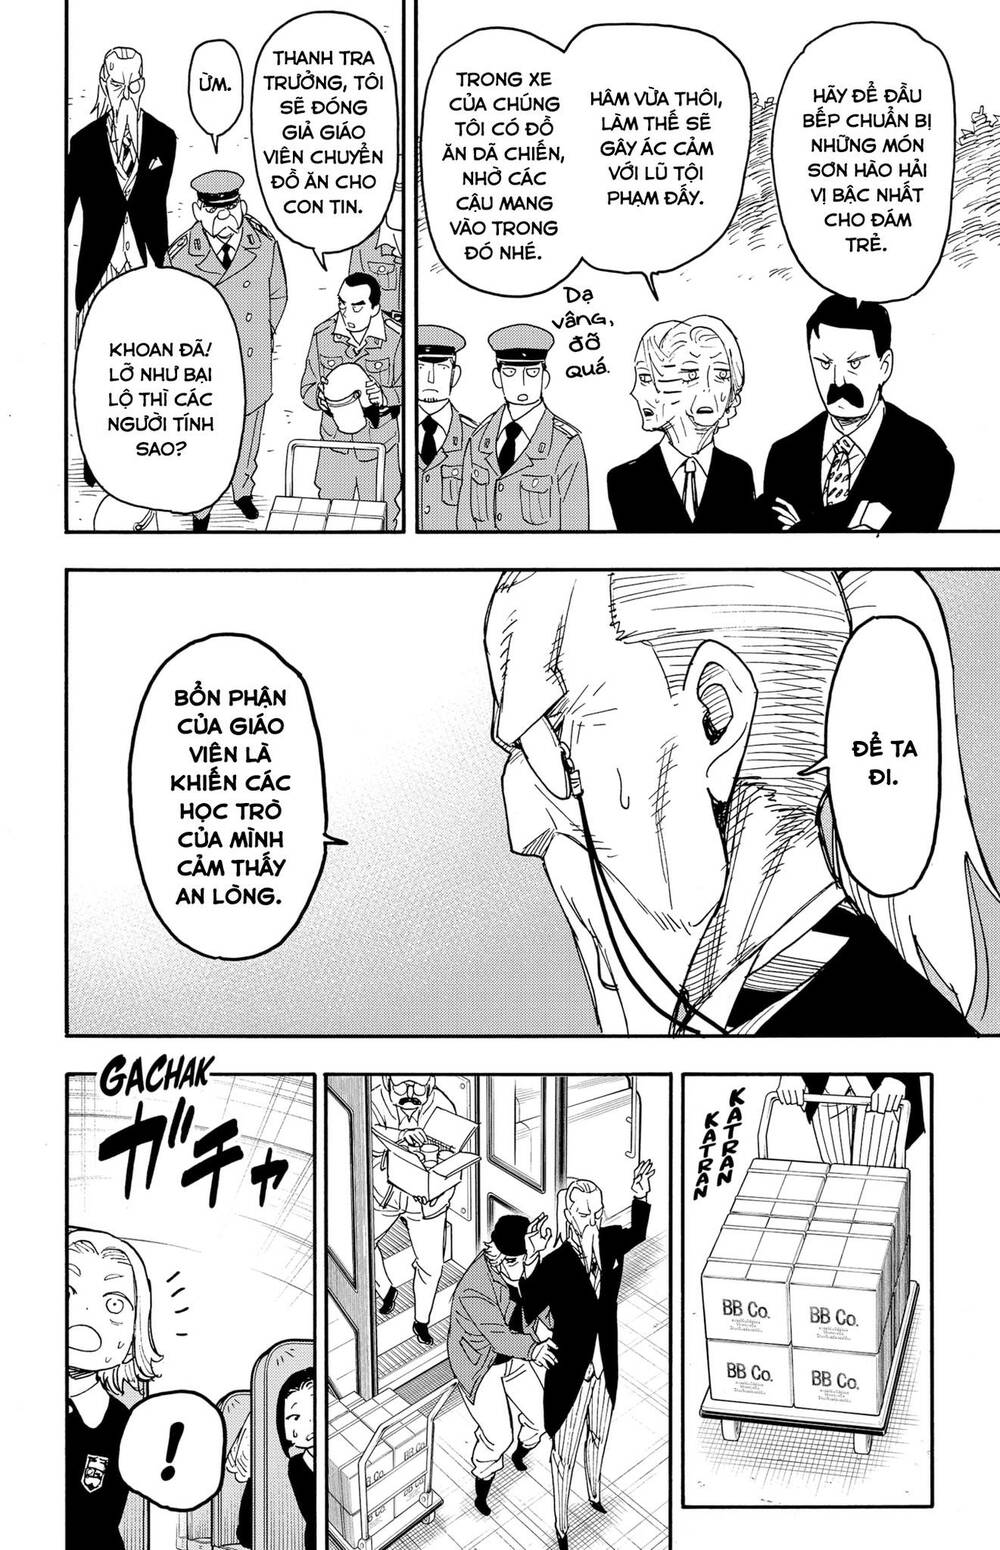 HÃY ĐỂ ĐẦU
BẾP CHUẨN BỊ
NHỮNG MÓN
SƠN HÀO HẢI
VỊ BẬC NHẤT
CHO ĐÁM
TRẺ.
HÂM VỪA THÔI,
LÀM THẾ SẼ
GÂY ÁC CẢM
VỚI LŨ TỘI
PHẠM ĐẤY.
TRONG XE
CỦA CHÚNG
TÔI CÓ ĐỒ
ĂN DÃ CHIẾN,
NHỜ CÁC
CẬU MANG
VÀO TRONG
ĐÓ NHÉ.
Dạ
vâng,
đỡ
quá.
THANH TRA
TRƯỞNG, TÔI
SẼ ĐÓNG
GIẢ GIÁO
VIÊN CHUYỂN
ĐỒ ĂN CHO
CON TIN.
ỪM.
KHOAN ĐÃ!
LỠ NHƯ BẠI
LỘ THÌ CÁC
NGƯỜI TÍNH
SAO?
ĐỂ TA
ĐI.
BỔN PHẬN
CỦA GIÁO
VIÊN LÀ
KHIẾN CÁC
HỌC TRÒ
CỦA MÌNH
CẢM THẤY
AN LÒNG.
KATRAN
KATRAN
BB Co.
BB Co.
BB Co.
BB Co.
BB Co.
GACHAK
ガチャ
!